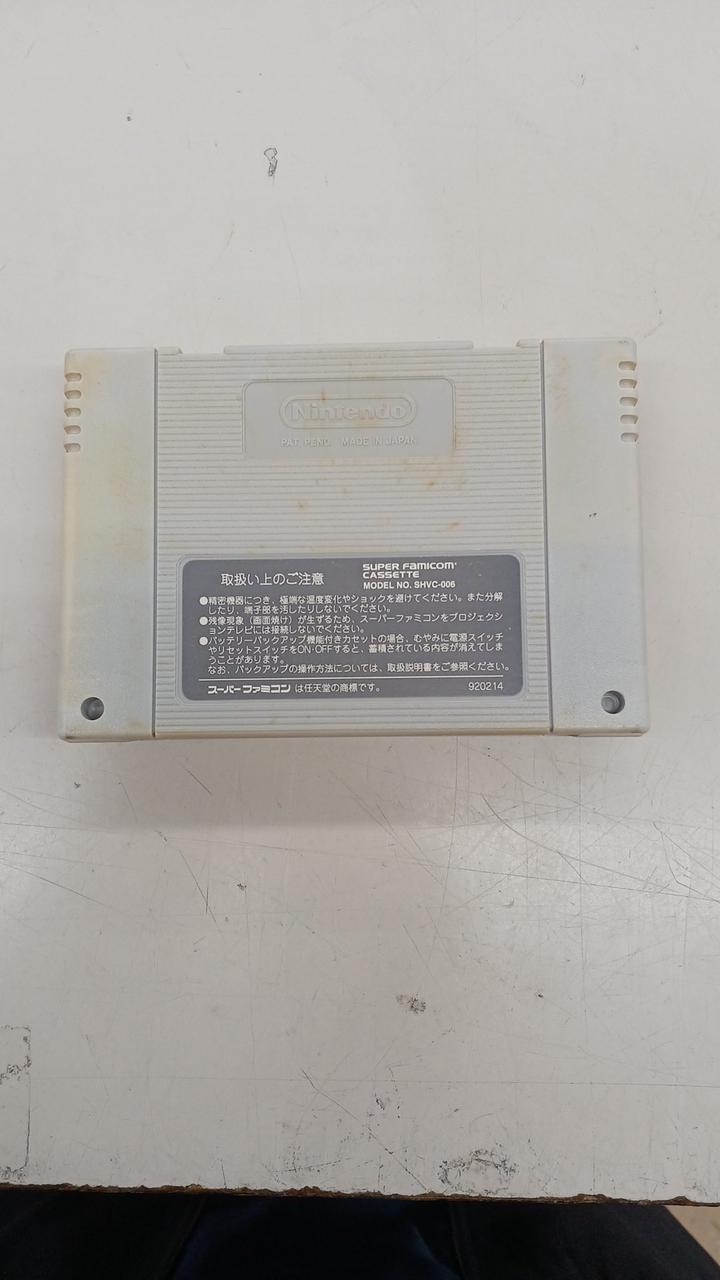 Nintendo
PAT. PEND. MADE IN JAPAN
取扱い上のご注意
SUPER FAMICOM
CASSETTE
MODEL NO. SHVC-006
●精密機器につき、極端な温度変化やショックを避けてください。また分解
したり、端子部を汚したりしないでください。
●残像現象（画面焼け）が生ずるため、スーパーファミコンをプロジェクシ
ョンテレビには接続しないでください。
●バッテリーバックアップ機能付きカセットの場合、むやみに電源スイッチ
やリセットスイッチをON・OFFすると、蓄積されている内容が消えてしま
うことがあります。
なお、バックアップの操作方法については、取扱説明書をご参照ください。
スーパーファミコン は任天堂の商標です。 920214